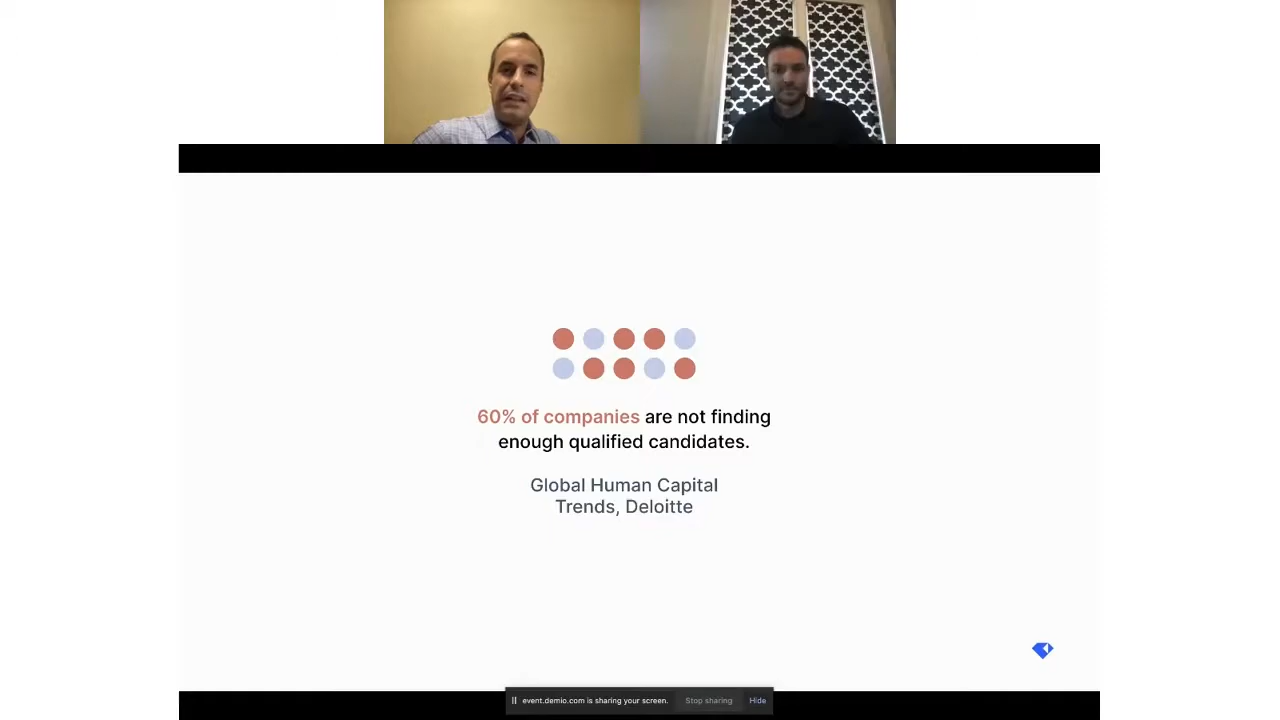 60% of companies are not finding
enough qualified candidates.
Global Human Capital
Trends, Deloitte
event.demio.com is sharing your screen. Stop sharing Hide